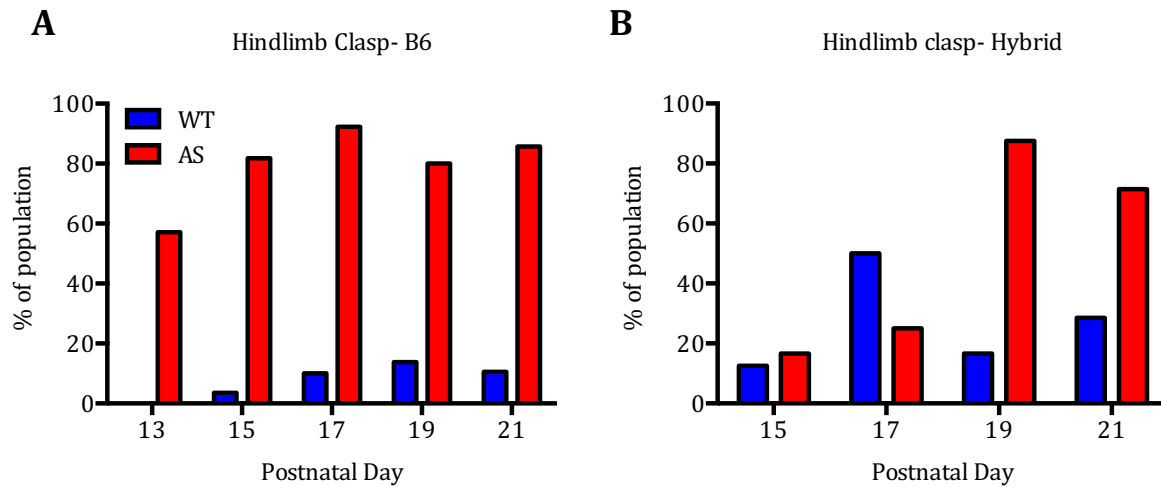 A
Hindlimb Clasp- B6
% of population
100
80
60
40
20
0
WT
AS
13 15 17 19 21
Postnatal Day
B
Hindlimb clasp- Hybrid
% of population
100
80
60
40
20
0
15 17 19 21
Postnatal Day